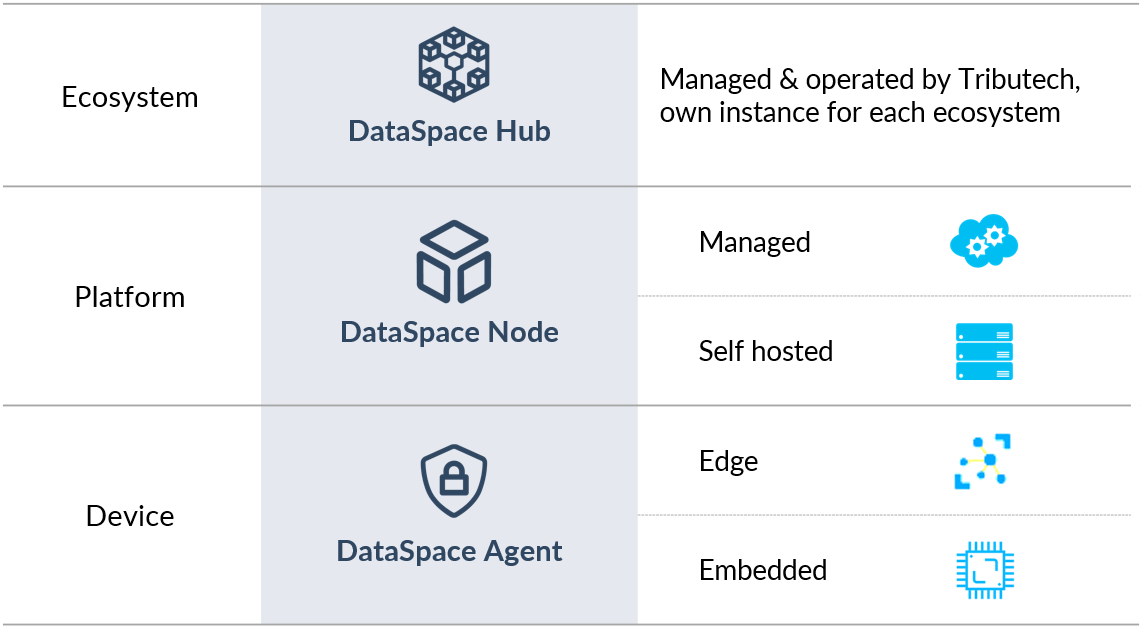 Ecosystem
DataSpace Hub
Managed & operated by Tributech,
own instance for each ecosystem
Platform
DataSpace Node
Managed
Self hosted
Device
DataSpace Agent
Edge
Embedded